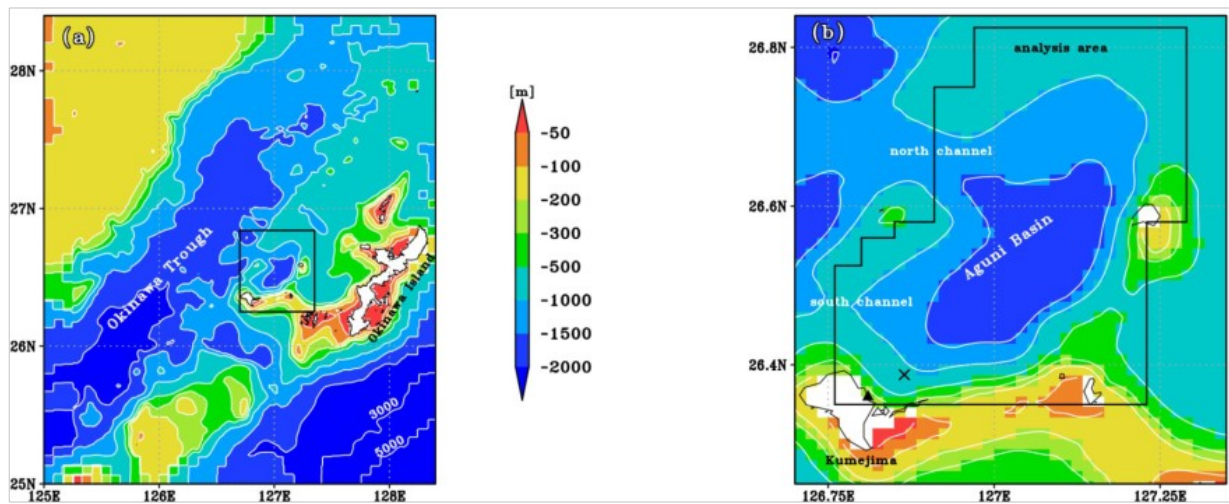 (a)
28N
27N
26N
25N
125E
126E
127E
128E
Okinawa Trough
Okinawa Island
3000
5000
[m]
-50
-100
-200
-300
-500
-1000
-1500
-2000
(b)
analysis area
26.8N
north channel
26.6N
Aguni Basin
south channel
26.4N
Kumejima
126.75E
127E
127.25E